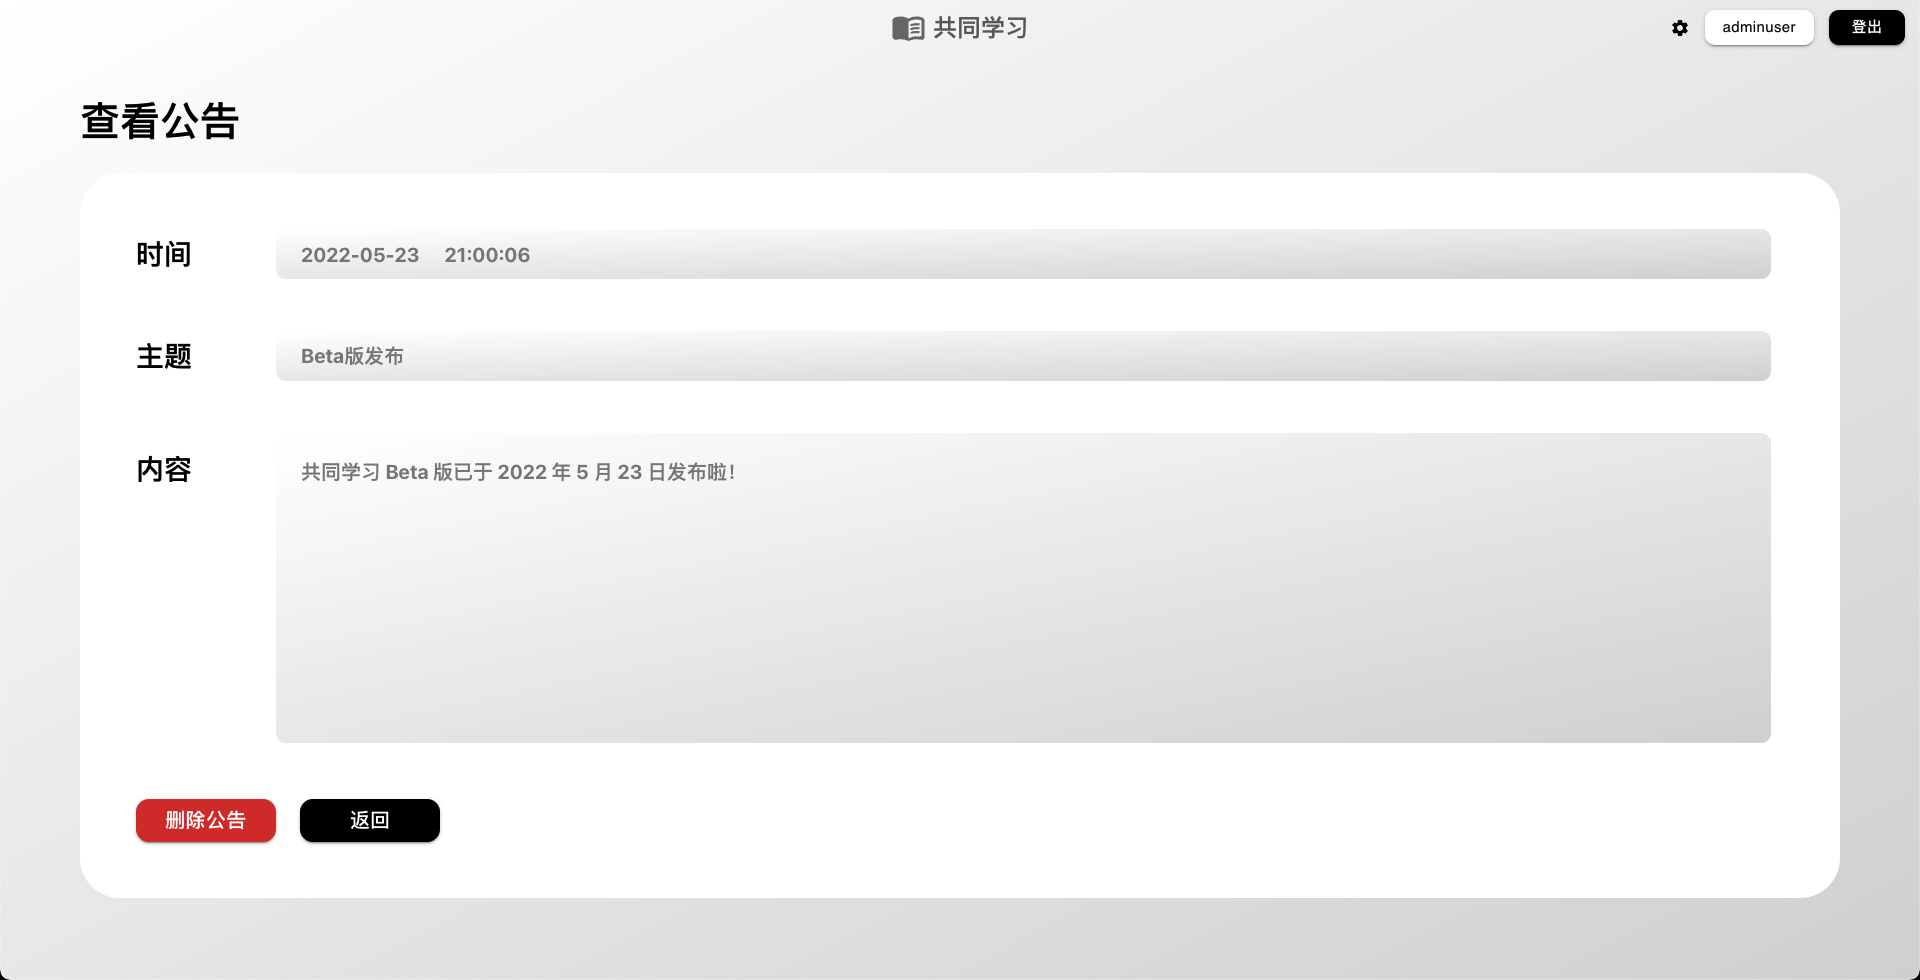 共同学习
adminuser
登出
查看公告
时间
2022-05-23 21:00:06
主题
Beta版发布
内容
共同学习 Beta 版已于 2022 年 5 月 23 日发布啦！
删除公告
返回